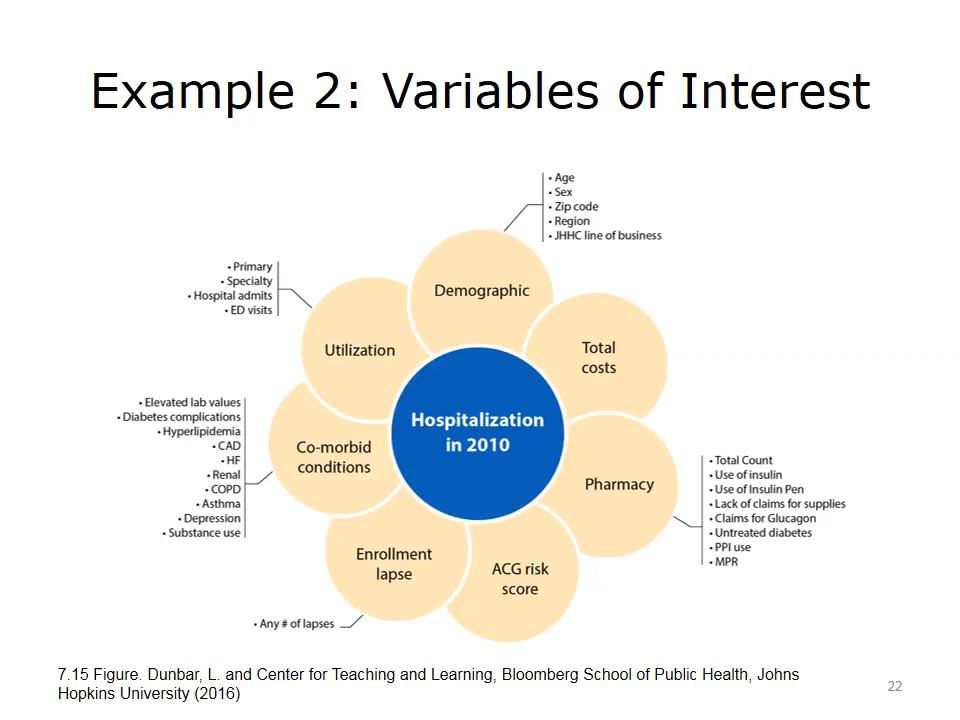 Example 2: Variables of Interest
• Age
• Sex
• Zip code
• Region
• JHHC line of business
Demographic
• Primary
• Specialty
• Hospital admits
• ED visits
Utilization
Total
costs
Hospitalization
in 2010
• Elevated lab values
• Diabetes complications
• Hyperlipidemia
• CAD
• HF
• Renal
• COPD
• Asthma
• Depression
• Substance use
Co-morbid
conditions
Pharmacy
• Total Count
• Use of insulin
• Use of Insulin Pen
• Lack of claims for supplies
• Claims for Glucagon
• Untreated diabetes
• PPI use
• MPR
Enrollment
lapse
• Any # of lapses
ACG risk
score
7.15 Figure. Dunbar, L. and Center for Teaching and Learning, Bloomberg School of Public Health, Johns
Hopkins University (2016)
22